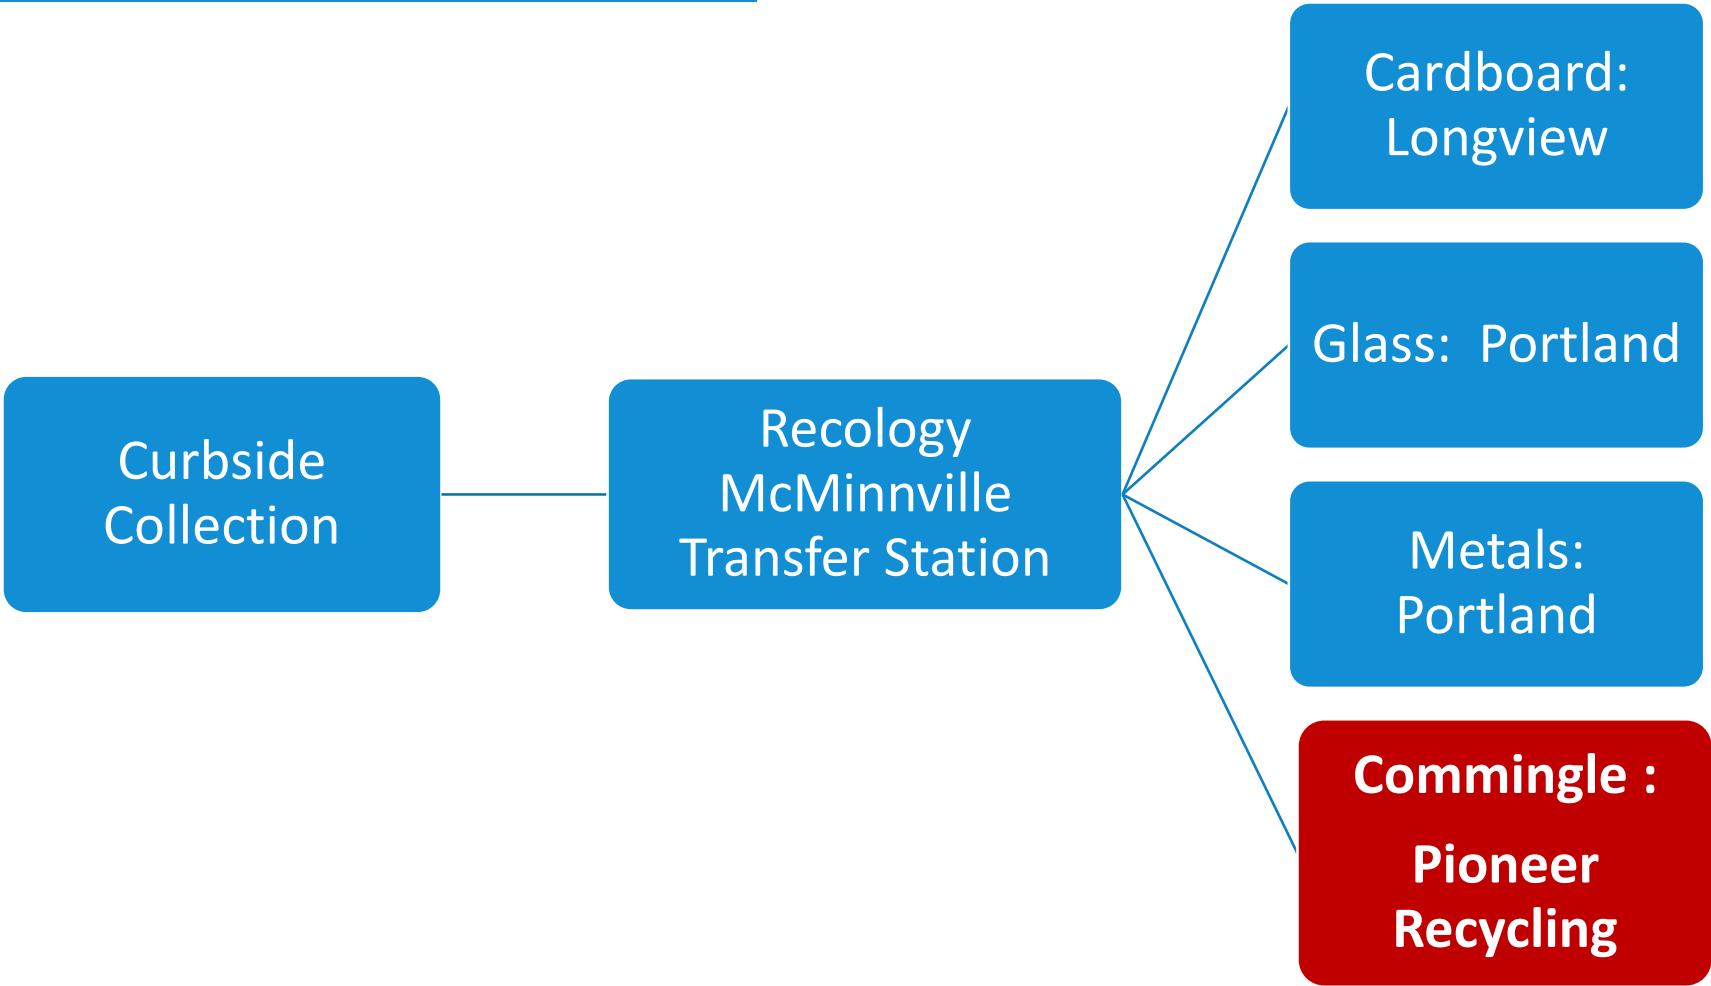 Curbside
Collection
Recology
McMinnville
Transfer Station
Cardboard:
Longview
Glass:  Portland
Metals:
Portland
Commingle :
Pioneer
Recycling